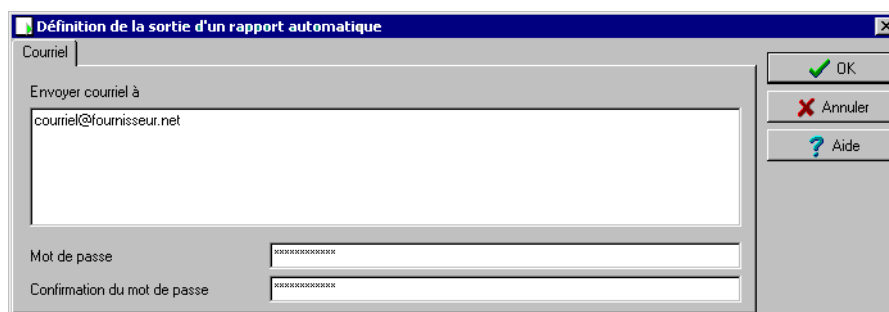 Définition de la sortie d'un rapport automatique
Courriel
OK
Envoyer courriel à
Annuler
courriel@fournisseur.net
Aide
Mot de passe
************
Confirmation du mot de passe
************